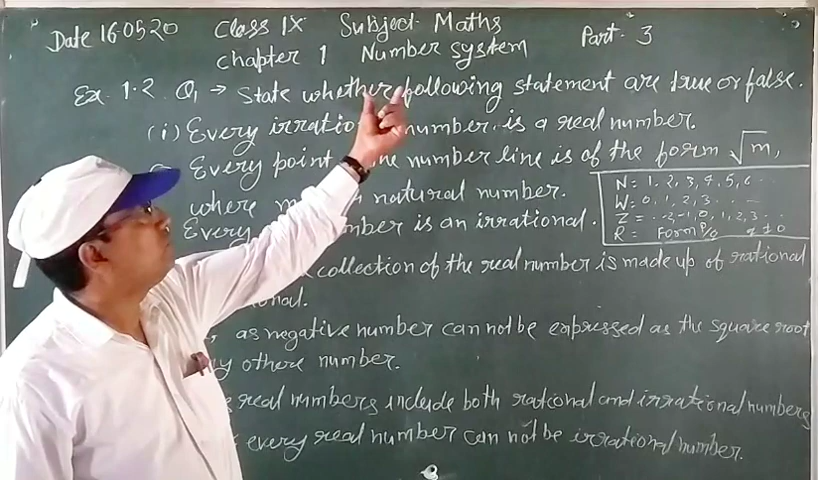 Date 16.05.20 Class IX Subject- Maths Part- 3
Chapter 1 Number system
Ex 1.2 Q1 → State whether following statement are true or false.
(i) Every irratio number is a real number.
Every point ne number line is of the form √m,
where m natural number.
Every mber is an irrational.
N = 1, 2, 3, 4, 5, 6 - -
W = 0, 1, 2, 3 - - -
Z = - -2, -1, 0, 1, 2, 3 - -
R = Form P/q q ≠ 0
collection of the real number is made up of rational
onal.
, as negative number can not be expressed as the square root
y othere number.
real numbers include both rational and irrational numbers
every real number can not be irrational number.